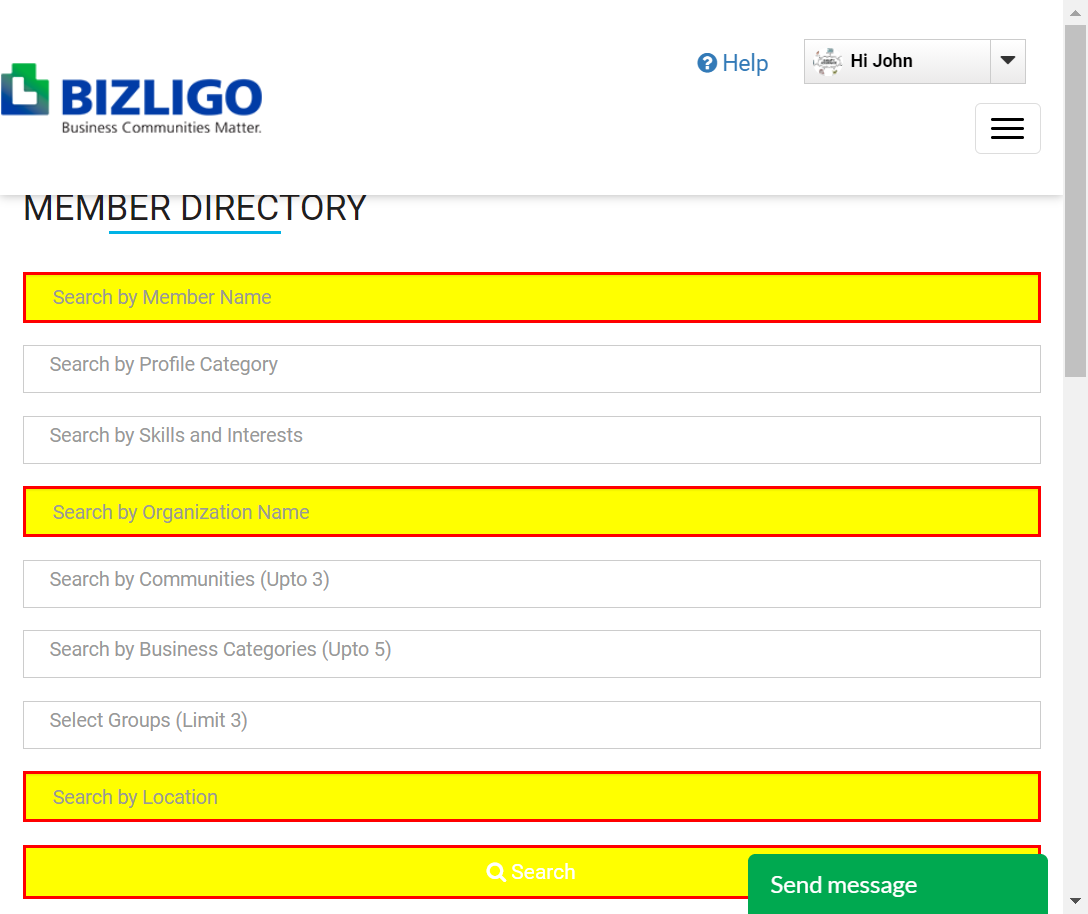 Help
Hi John
BIZLIGO
Business Communities Matter.
MEMBER DIRECTORY
Search by Member Name
Search by Profile Category
Search by Skills and Interests
Search by Organization Name
Search by Communities (Upto 3)
Search by Business Categories (Upto 5)
Select Groups (Limit 3)
Search by Location
Search
Send message